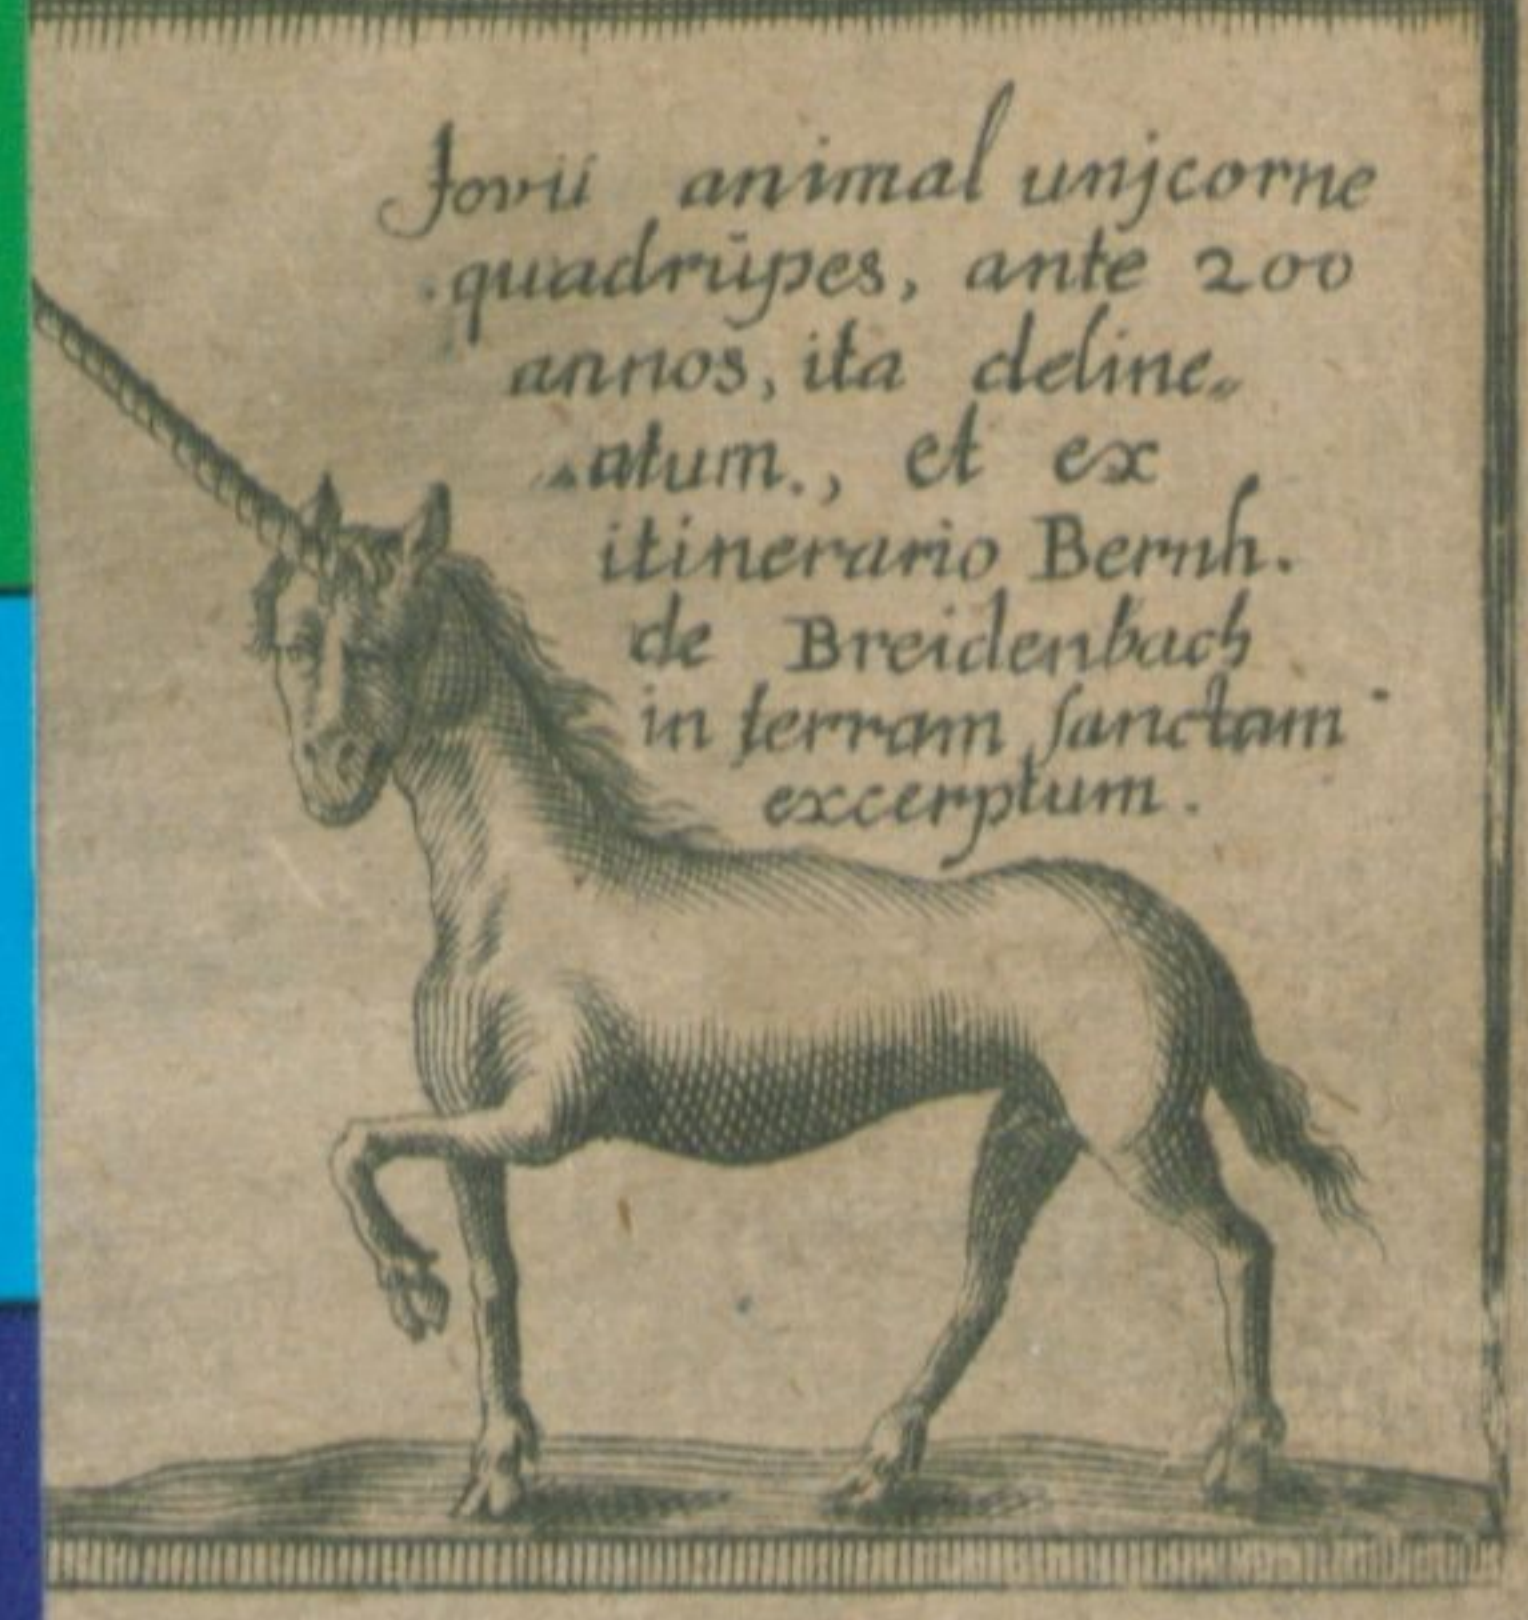 Jovii animal unjcorne
quadrūpes, ante 200
annos, ita deline„
„atum., et ex
itinerario Bernh.
de Breidenbach
in terram sanctam
excerptum.